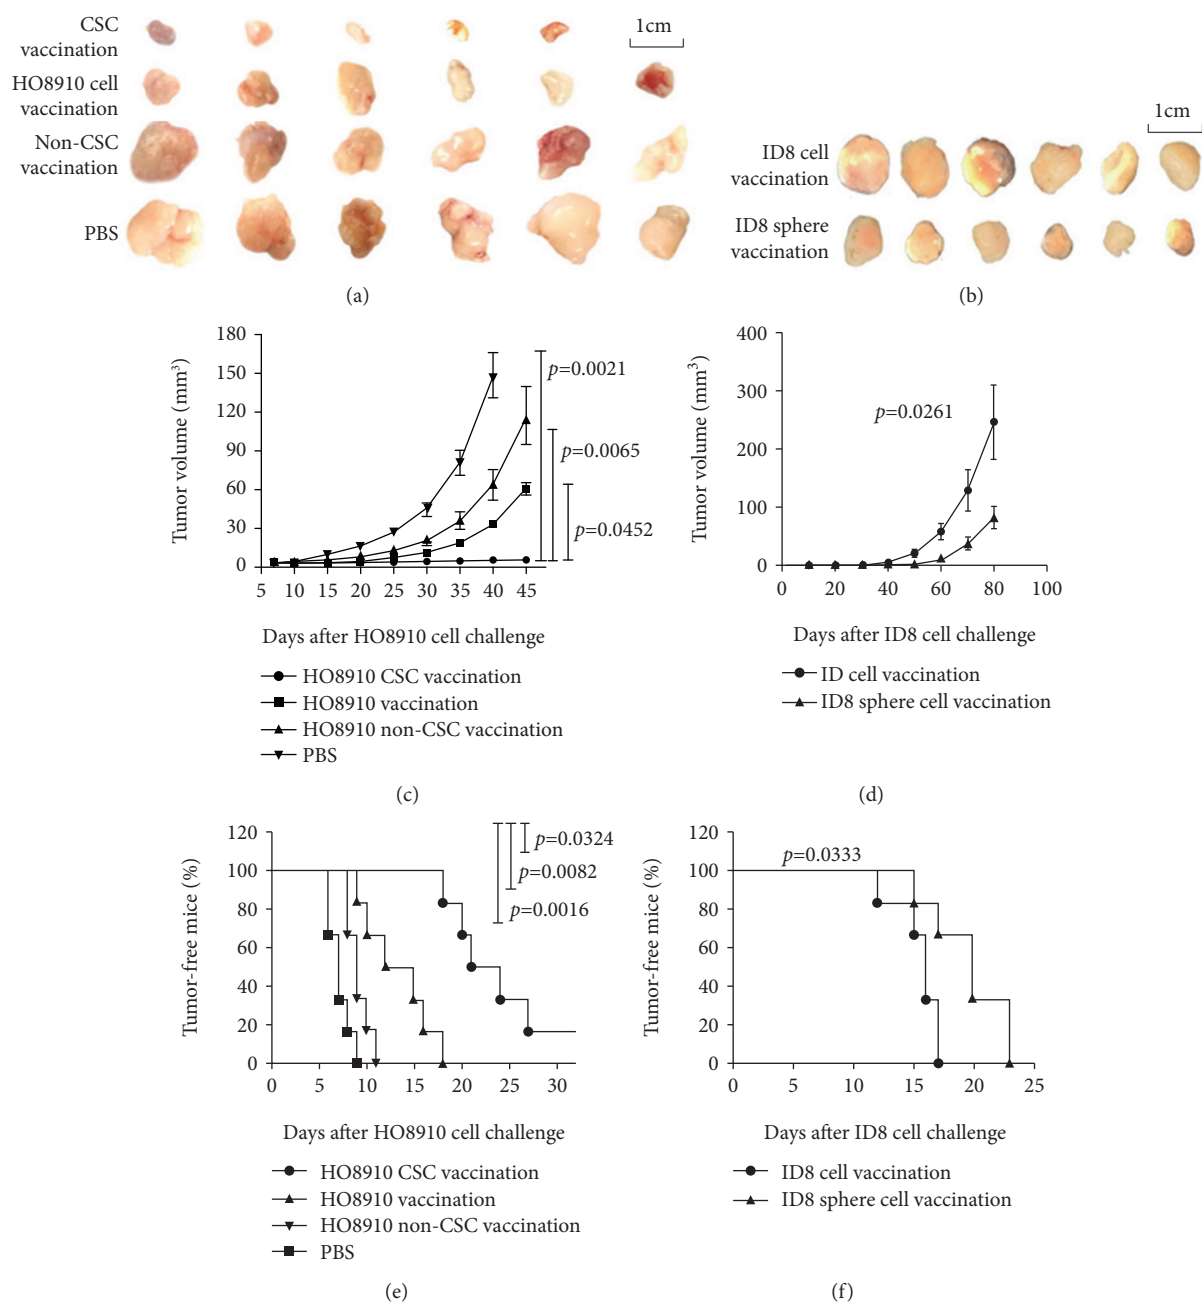 CSC
vaccination
HO8910 cell
vaccination
Non-CSC
vaccination
PBS
1cm
(a)
1cm
ID8 cell
vaccination
ID8 sphere
vaccination
(b)
Tumor volume (mm³)
180
150
120
90
60
30
0
5 10 15 20 25 30 35 40 45
p=0.0021
p=0.0065
p=0.0452
Days after HO8910 cell challenge
HO8910 CSC vaccination
HO8910 vaccination
HO8910 non-CSC vaccination
PBS
(c)
Tumor volume (mm³)
400
300
200
100
0
0 20 40 60 80 100
p=0.0261
Days after ID8 cell challenge
ID cell vaccination
ID8 sphere cell vaccination
(d)
Tumor-free mice (%)
120
100
80
60
40
20
0
0 5 10 15 20 25 30
p=0.0324
p=0.0082
p=0.0016
Days after HO8910 cell challenge
HO8910 CSC vaccination
HO8910 vaccination
HO8910 non-CSC vaccination
PBS
(e)
Tumor-free mice (%)
120
100
80
60
40
20
0
0 5 10 15 20 25
p=0.0333
Days after ID8 cell challenge
ID8 cell vaccination
ID8 sphere cell vaccination
(f)